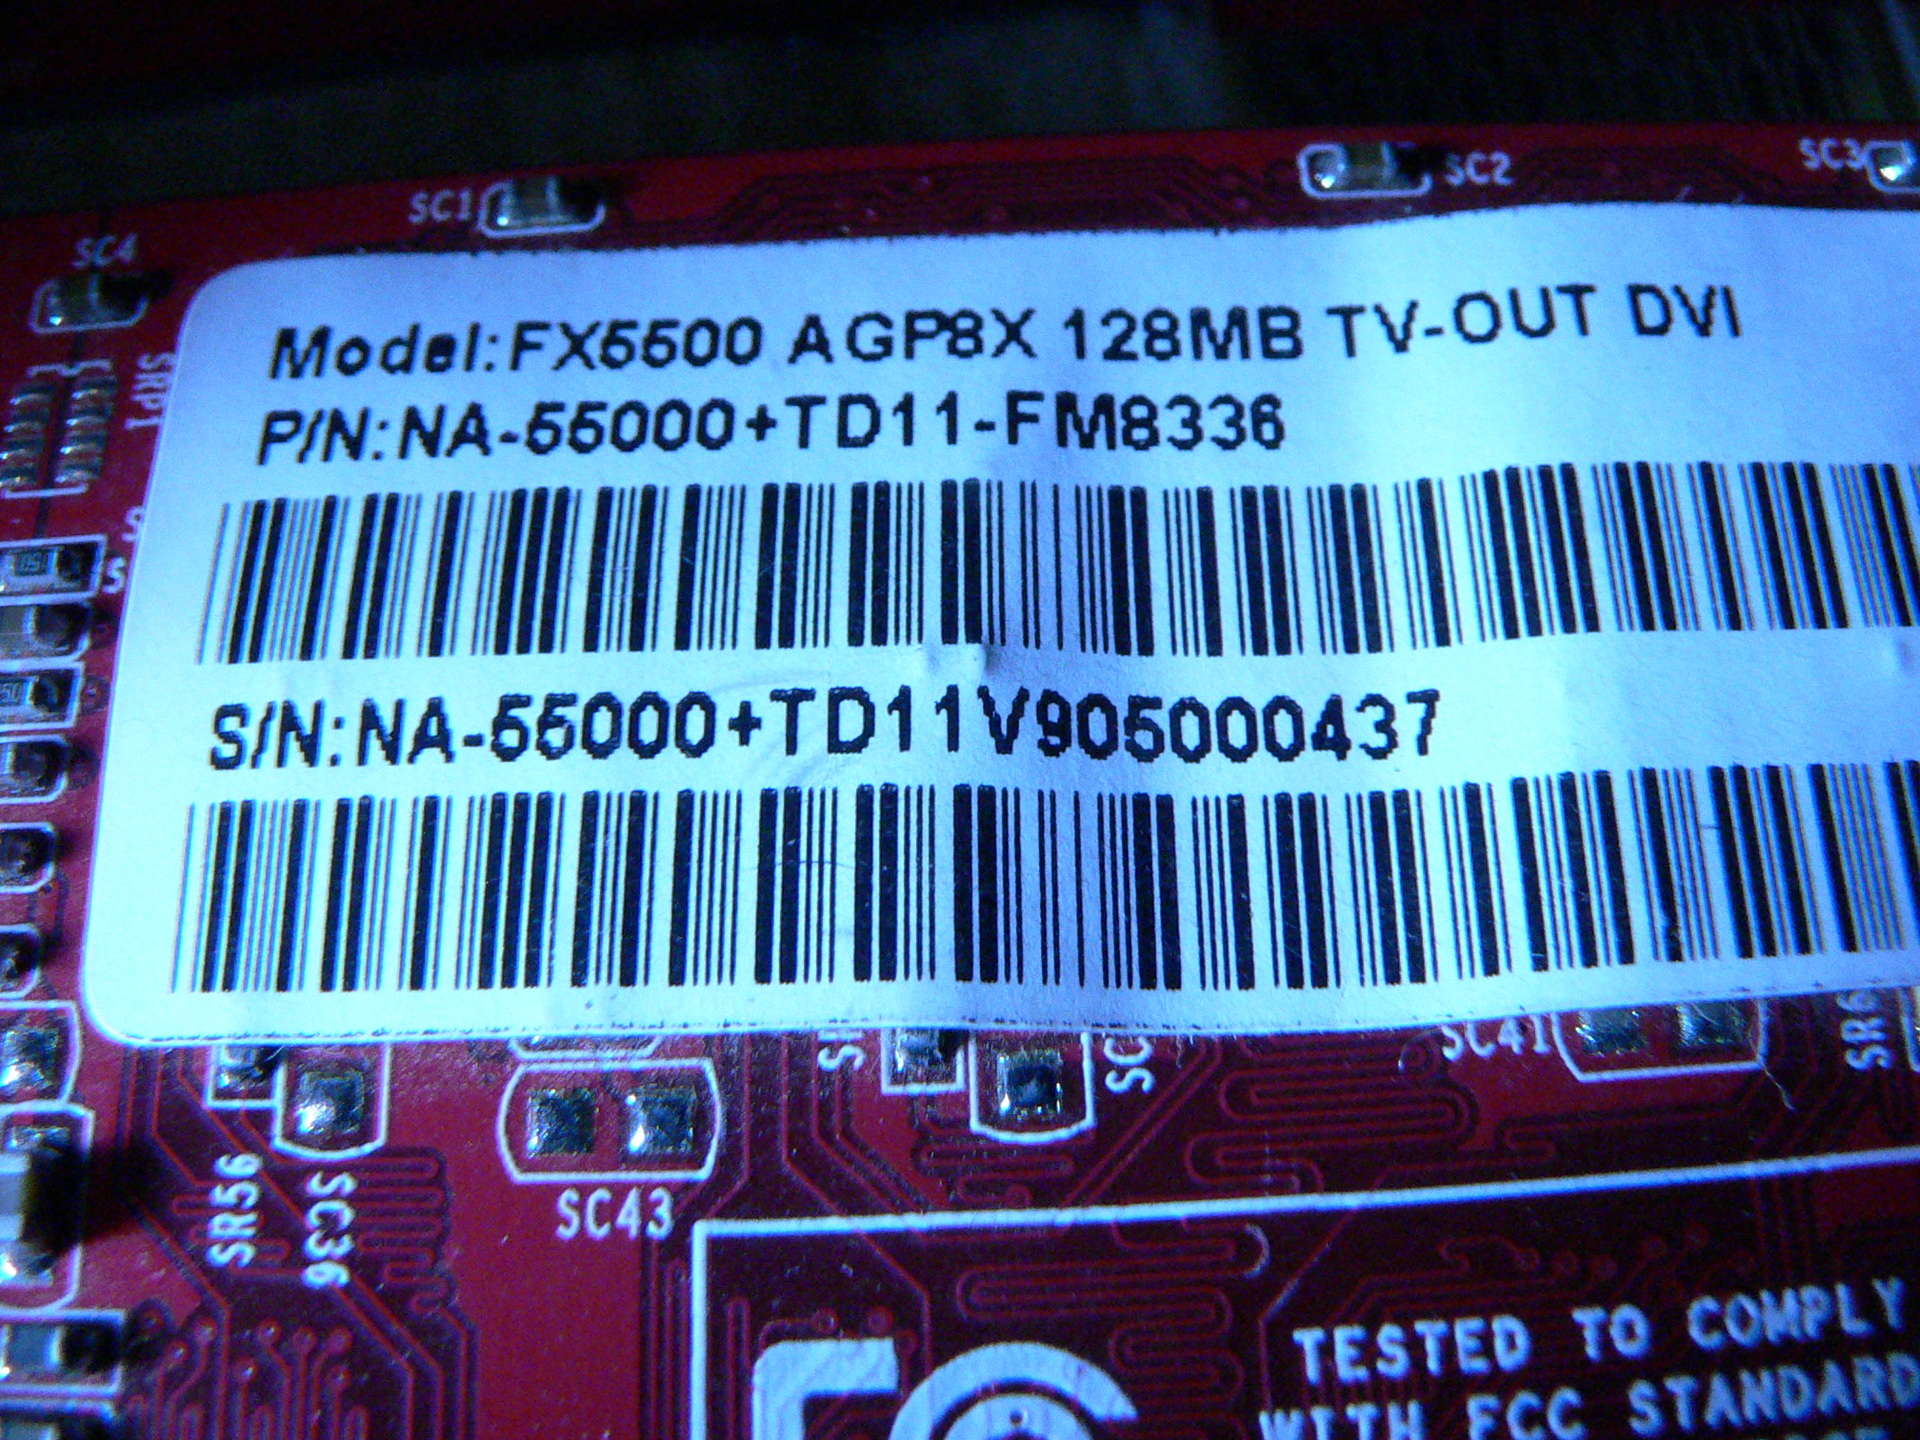 SC1
SC2
SC3
SC4
Model:FX5500 AGP8X 128MB TV-OUT DVI
SRP1
P/N:NA-55000+TD11-FM8336
S/N:NA-55000+TD11V905000437
SC41
SR56
SC36
SC43
TESTED TO COMPLY
WITH FCC STANDARD